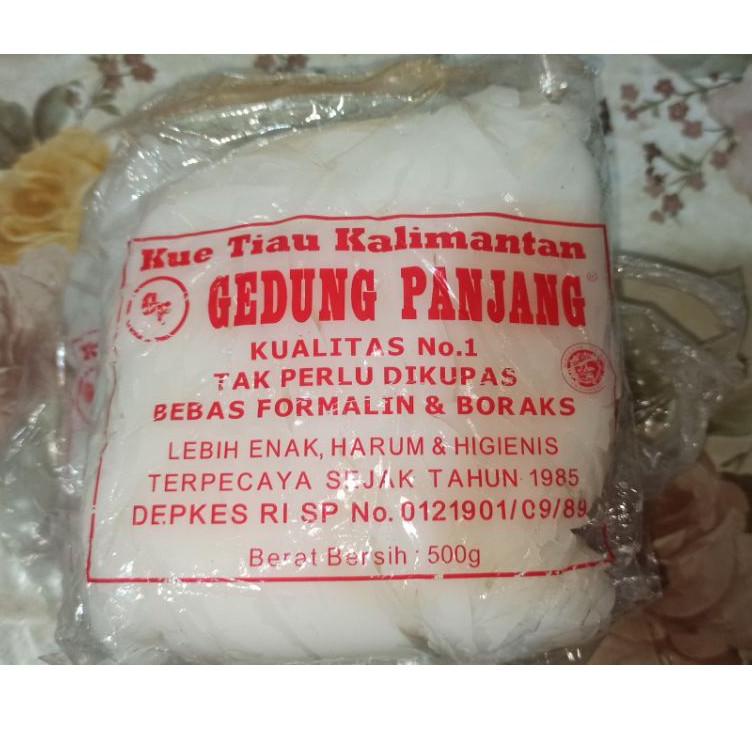 Kue Tiau Kalimantan
GEDUNG PANJANG®
KUALITAS No.1
TAK PERLU DIKUPAS
BEBAS FORMALIN & BORAKS
LEBIH ENAK, HARUM & HIGIENIS
TERPECAYA SEJAK TAHUN 1985
DEPKES RI SP No. 0121901/09/89
Berat Bersih : 500g